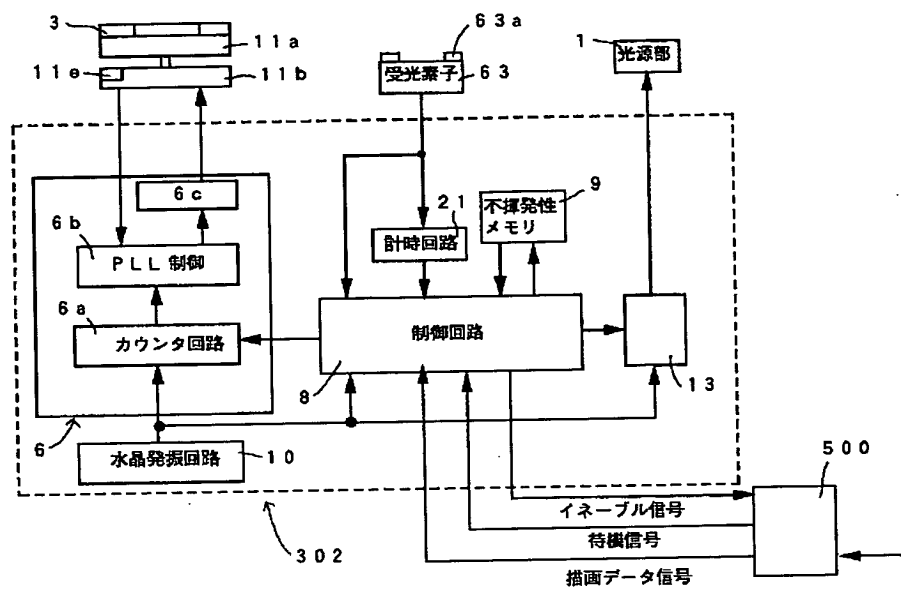 3
11a
11e
11b
63a
受光素子
63
1
光源部
6c
6b
PLL制御
21
計時回路
9
不揮発性
メモリ
6a
カウンタ回路
制御回路
8
13
6
水晶発振回路
10
500
イネーブル信号
302
待機信号
描画データ信号